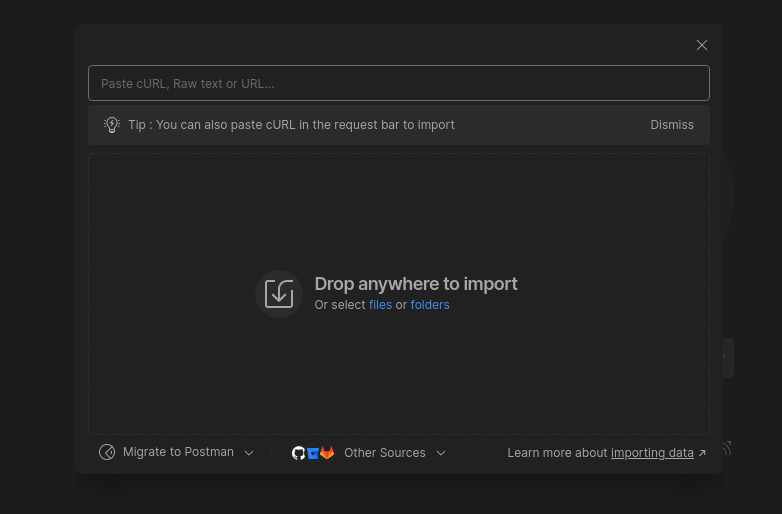 Paste cURL, Raw text or URL...
Tip : You can also paste cURL in the request bar to import
Dismiss
Drop anywhere to import
Or select files or folders
Migrate to Postman
Other Sources
Learn more about importing data ↗